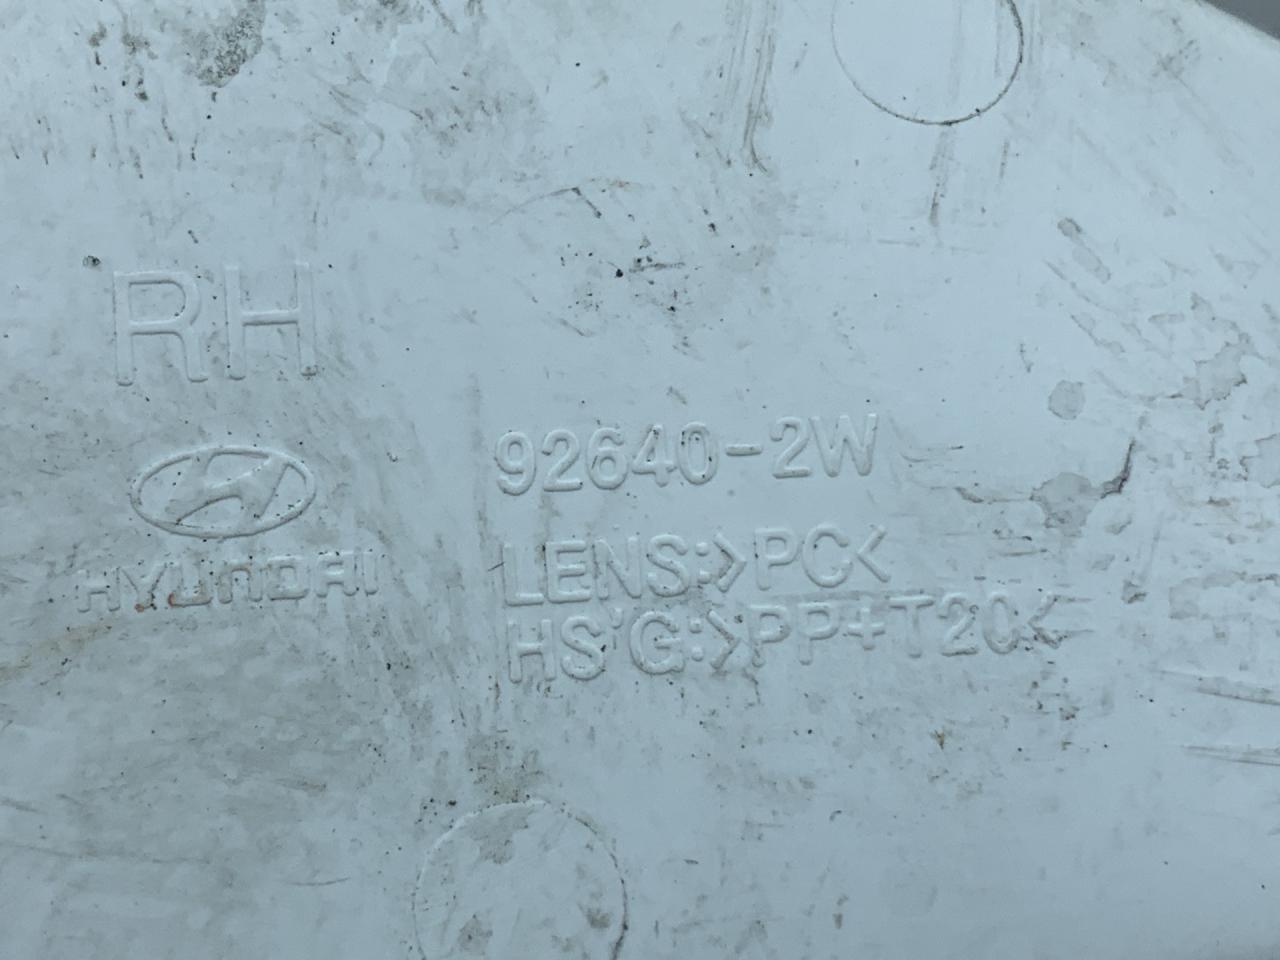 RH
HYUNDAI
92640-2W
LENS:>PC<
HS'G:>PP+T20<